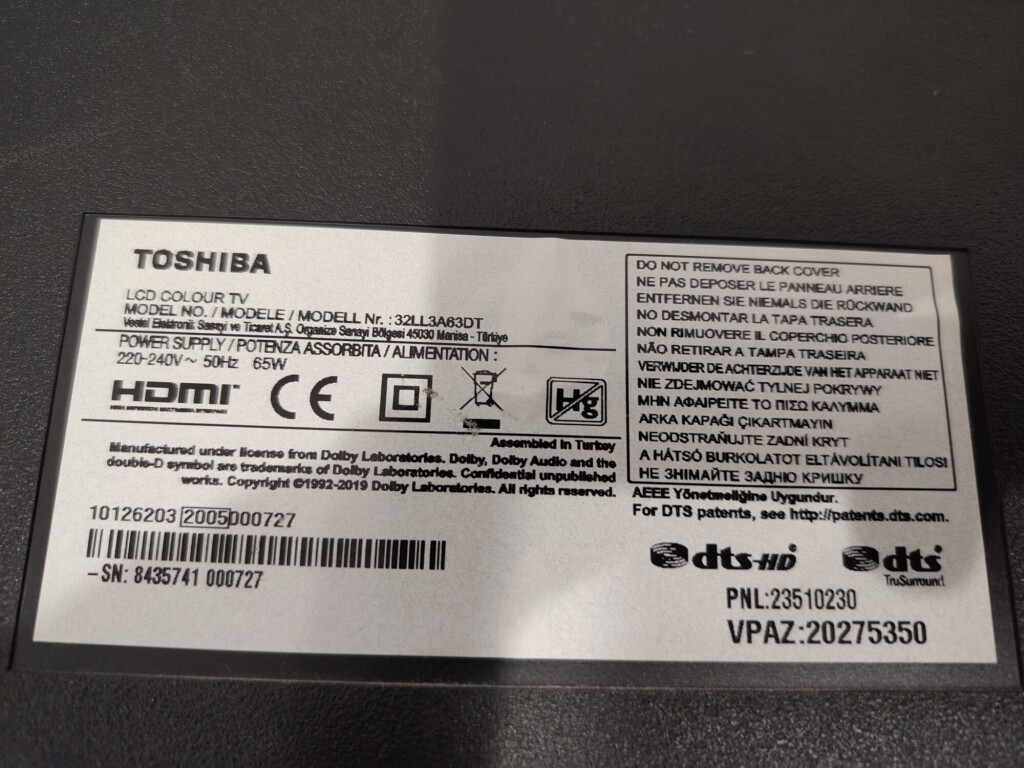 TOSHIBA
LCD COLOUR TV
MODEL NO. / MODELE / MODELL Nr. : 32LL3A63DT
Vestel Elektronik Sanayi ve Ticaret A.Ş. Organize Sanayi Bölgesi 45030 Manisa - Türkiye
POWER SUPPLY / POTENZA ASSORBITA / ALIMENTATION :
220-240V ~ 50Hz 65W
HDMI
HIGH DEFINITION MULTIMEDIA INTERFACE
CE
Hg
Assembled in Turkey
Manufactured under license from Dolby Laboratories. Dolby, Dolby Audio and the
double-D symbol are trademarks of Dolby Laboratories. Confidential unpublished
works. Copyright ©1992-2019 Dolby Laboratories. All rights reserved.
10126203 2005000727
-SN: 8435741 000727
DO NOT REMOVE BACK COVER
NE PAS DEPOSER LE PANNEAU ARRIERE
ENTFERNEN SIE NIEMALS DIE RÜCKWAND
NO DESMONTAR LA TAPA TRASERA
NON RIMUOVERE IL COPERCHIO POSTERIORE
NÃO RETIRAR A TAMPA TRASEIRA
VERWIJDER DE ACHTERZIJDE VAN HET APPARAAT NIET
NIE ZDEJMOWAĆ TYLNEJ POKRYWY
ΜΗΝ ΑΦΑΙΡΕΙΤΕ ΤΟ ΠΙΣΩ ΚΑΛΥΜΜΑ
ARKA KAPAĞI ÇIKARTMAYIN
NEODSTRAŇUJTE ZADNÍ KRYT
A HÁTSÓ BURKOLATOT ELTÁVOLÍTANI TILOS!
НЕ ЗНИМАЙТЕ ЗАДНЮ КРИШКУ
AEEE Yönetmeliğine Uygundur.
For DTS patents, see http://patents.dts.com.
dts-HD
dts
TruSurround
PNL:23510230
VPAZ:20275350